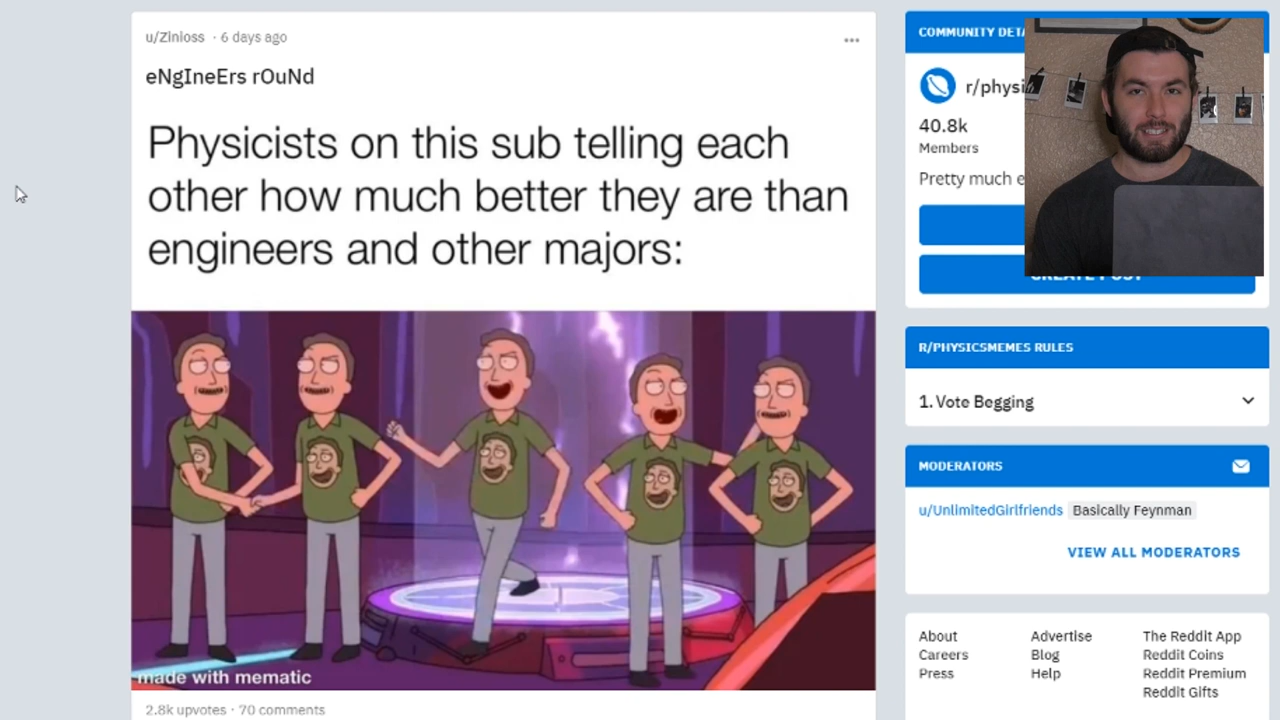 u/Zinloss · 6 days ago
eNgIneErs rOuNd
Physicists on this sub telling each
other how much better they are than
engineers and other majors:
made with mematic
2.8k upvotes · 70 comments
COMMUNITY
r/physi
40.8k
Members
Pretty much
CREATE POST
R/PHYSICSMEMES RULES
1. Vote Begging
MODERATORS
u/UnlimitedGirlfriends Basically Feynman
VIEW ALL MODERATORS
About Advertise The Reddit App
Careers Blog Reddit Coins
Press Help Reddit Premium
Reddit Gifts